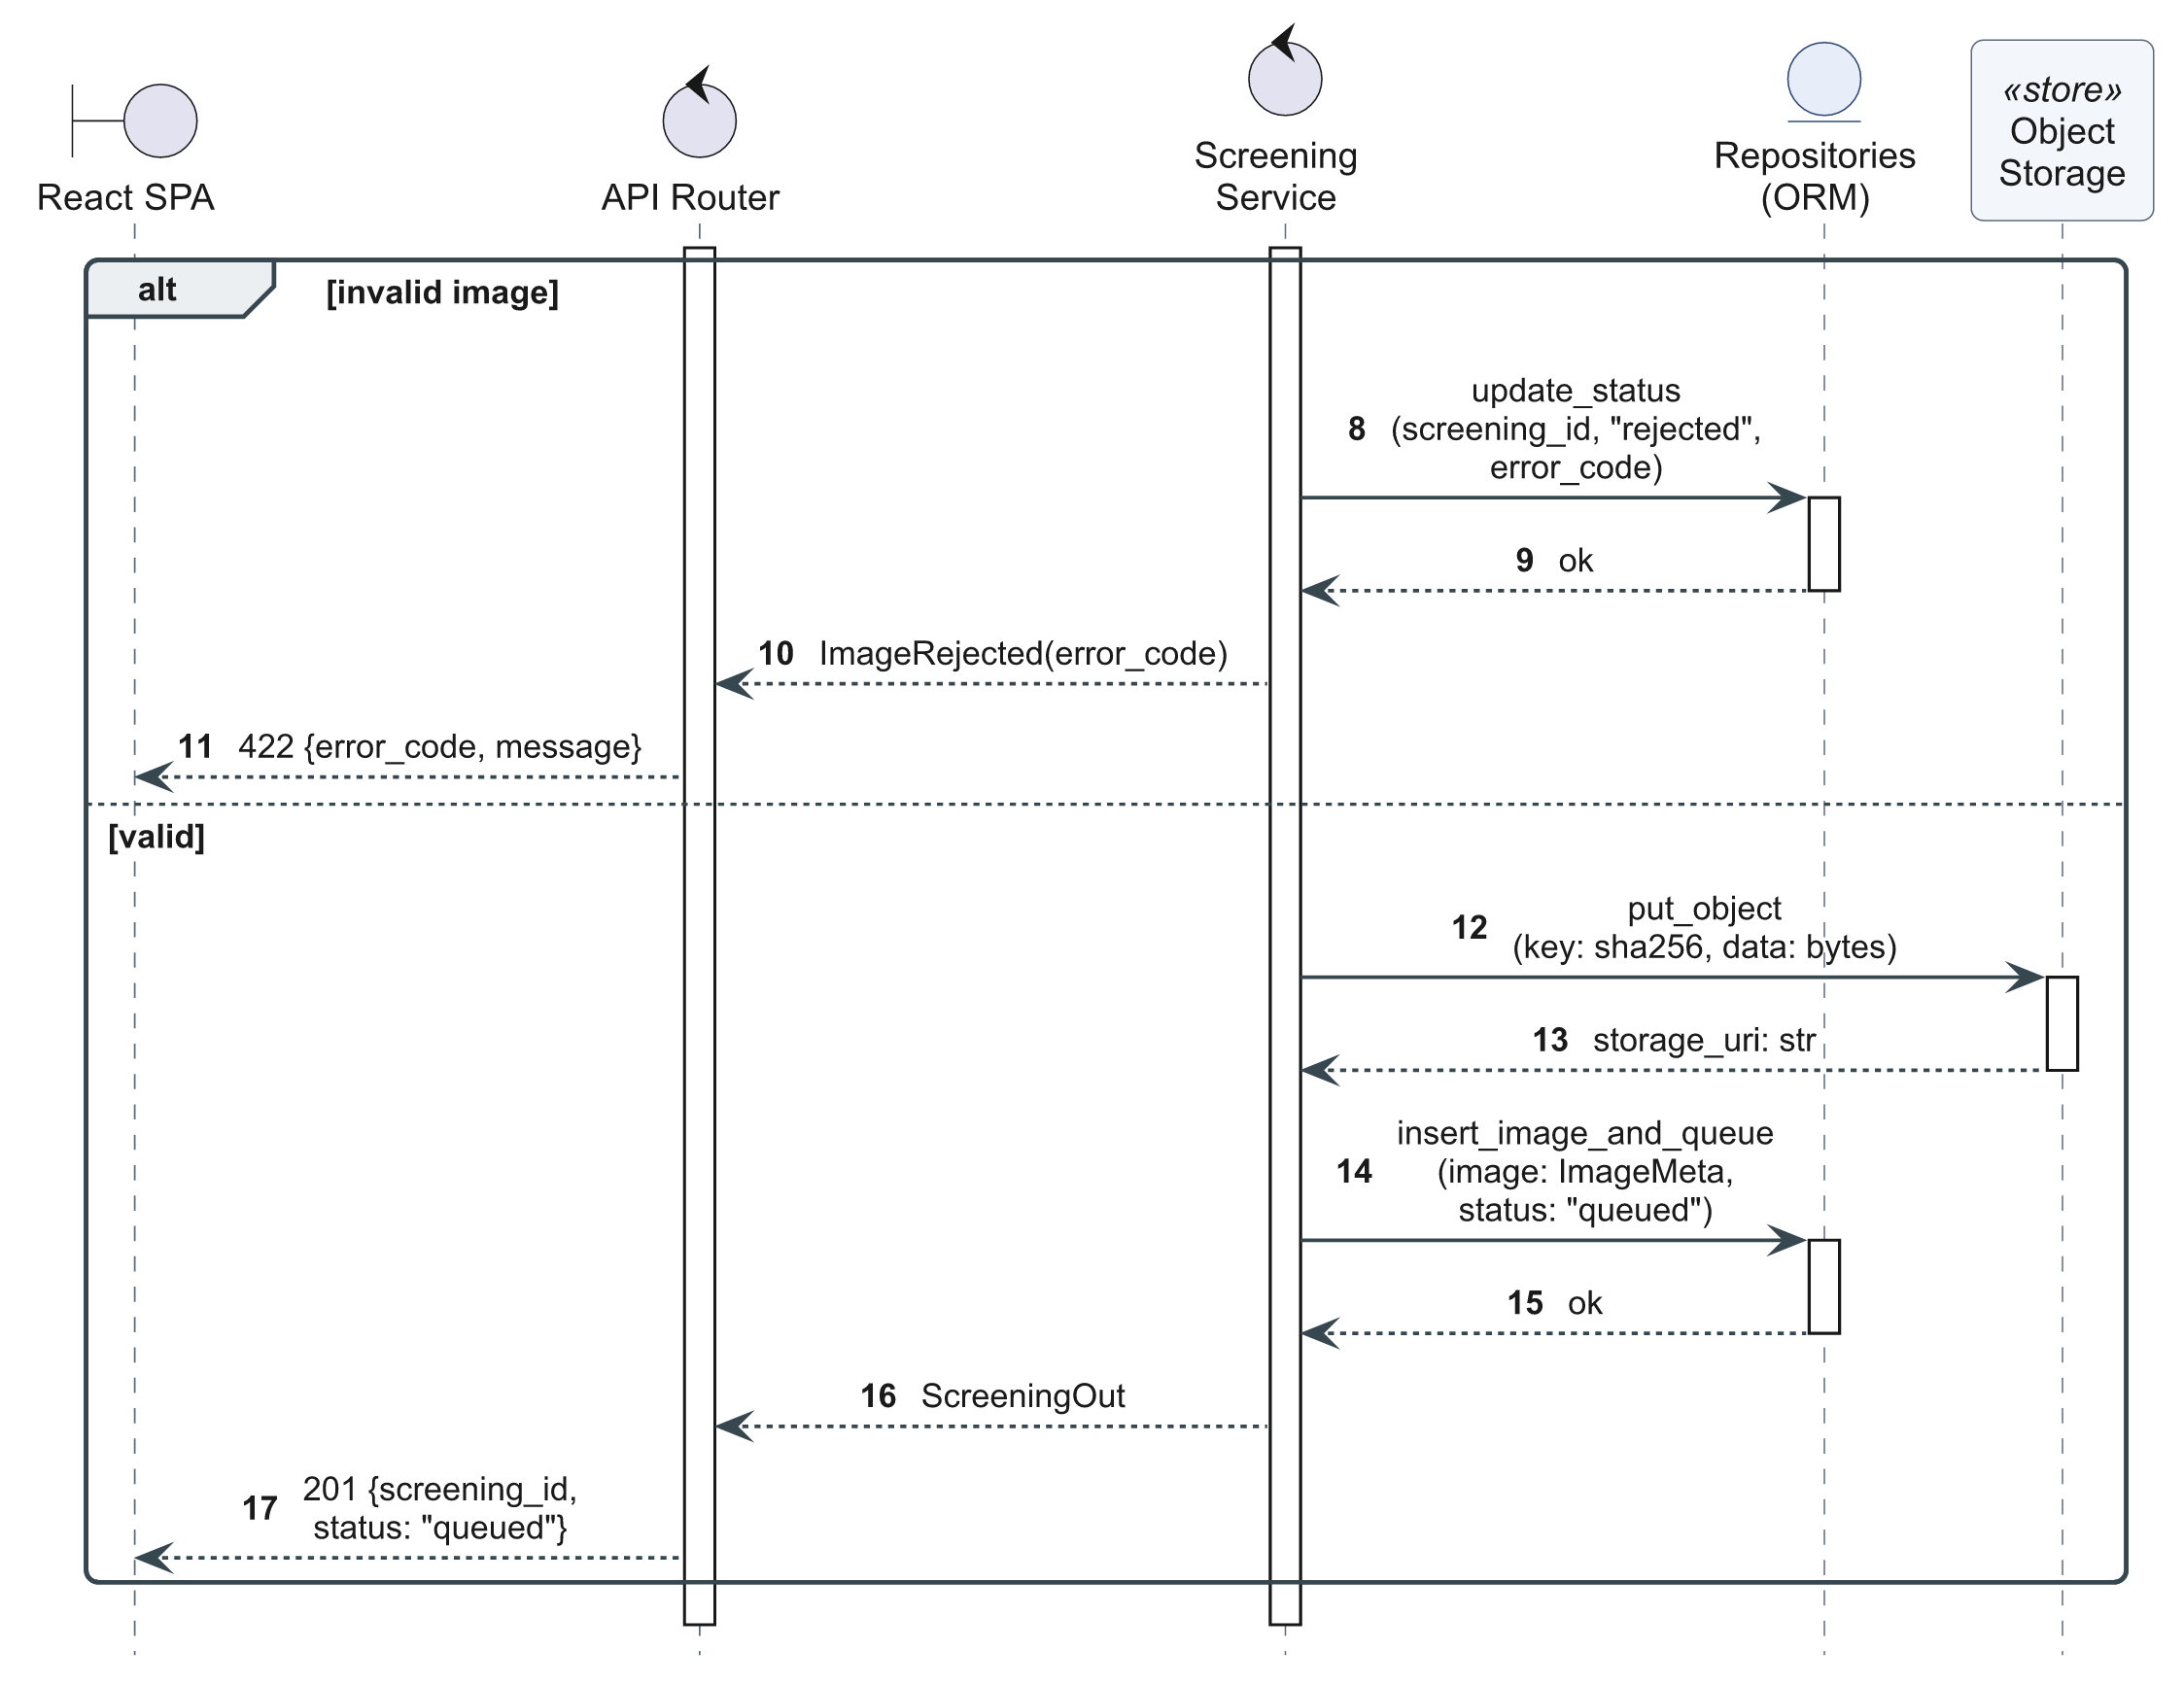 React SPA
API Router
Screening
Service
Repositories
(ORM)
«store»
Object
Storage
alt
[invalid image]
update_status
8 (screening_id, "rejected",
error_code)
9 ok
10 ImageRejected(error_code)
11 422 {error_code, message}
[valid]
put_object
12 (key: sha256, data: bytes)
13 storage_uri: str
insert_image_and_queue
14 (image: ImageMeta,
status: "queued")
15 ok
16 ScreeningOut
17 201 {screening_id,
status: "queued"}